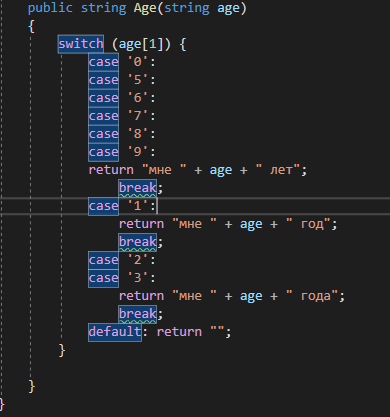 public string Age(string age)
{
switch (age[1]) {
case '0':
case '5':
case '6':
case '7':
case '8':
case '9':
return "мне " + age + " лет";
break;
case '1':
return "мне " + age + " год";
break;
case '2':
case '3':
return "мне " + age + " года";
break;
default: return "";
}
}
}